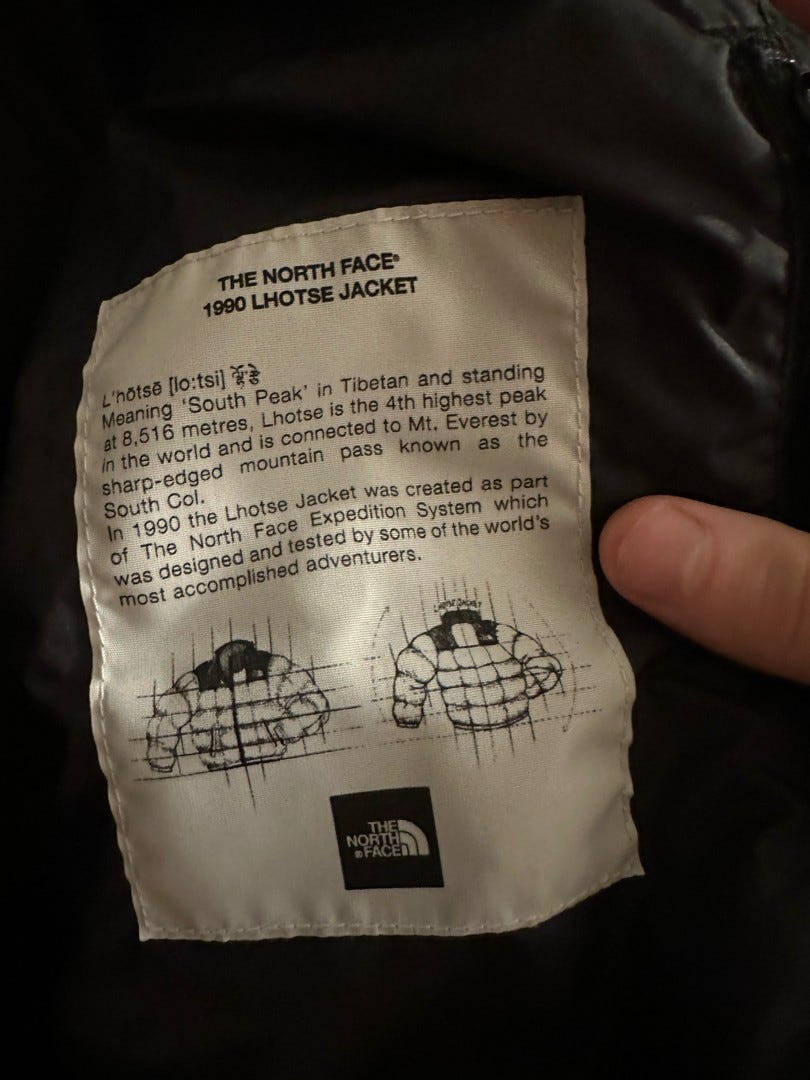 THE NORTH FACE®
1990 LHOTSE JACKET
L'hōtsē [lo:tsi]
Meaning 'South Peak' in Tibetan and standing
at 8,516 metres, Lhotse is the 4th highest peak
in the world and is connected to Mt. Everest by
sharp-edged mountain pass known as the
South Col.
In 1990 the Lhotse Jacket was created as part
of The North Face Expedition System which
was designed and tested by some of the world's
most accomplished adventurers.
LHOTSE JACKET
THE
NORTH
®FACE